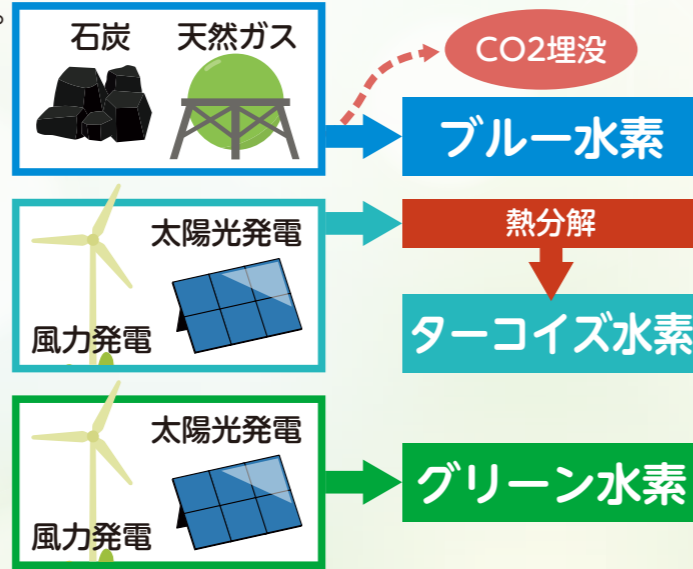 。
石炭 天然ガス
CO2埋没
ブルー水素
太陽光発電
風力発電
熱分解
ターコイズ水素
太陽光発電
風力発電
グリーン水素